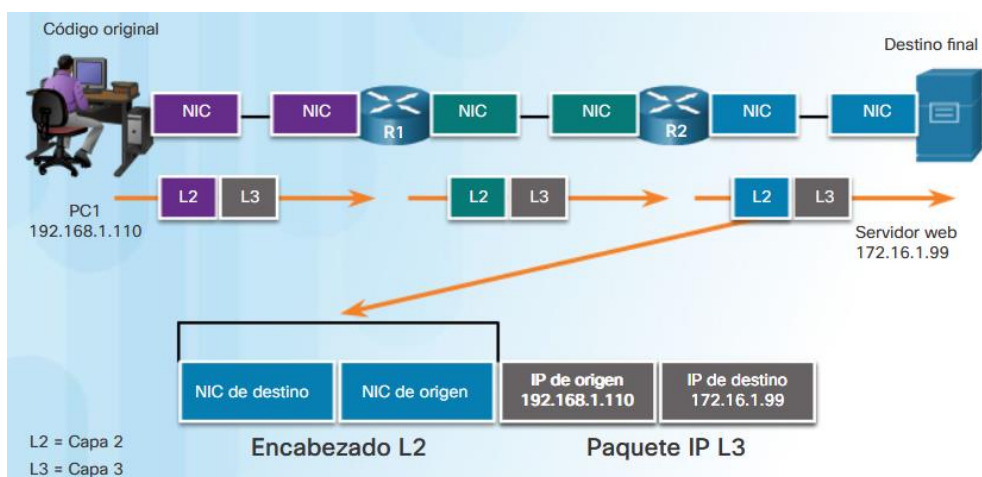 Código original
Destino final
NIC
NIC
R1
NIC
NIC
R2
NIC
NIC
L2
L3
L2
L3
L2
L3
PC1
192.168.1.110
Servidor web
172.16.1.99
NIC de destino
NIC de origen
IP de origen
192.168.1.110
IP de destino
172.16.1.99
Encabezado L2
Paquete IP L3
L2 = Capa 2
L3 = Capa 3